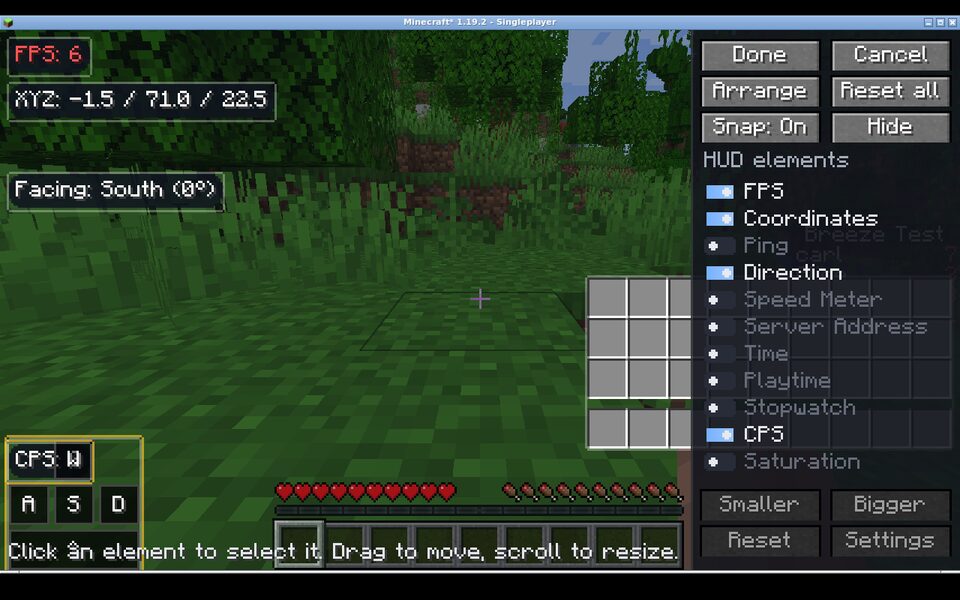 Minecraft* 1.19.2 - Singleplayer
FPS: 6
XYZ: -1.5 / 71.0 / 22.5
Facing: South (0°)
Done
Cancel
Arrange
Reset all
Snap: On
Hide
HUD elements
FPS
Coordinates
Ping
Breeze Test
carl
Direction
Speed Meter
Server Address
Time
Playtime
Stopwatch
CPS
Saturation
Smaller
Bigger
Reset
Settings
CPS: W
A S D
Click an element to select it. Drag to move, scroll to resize.